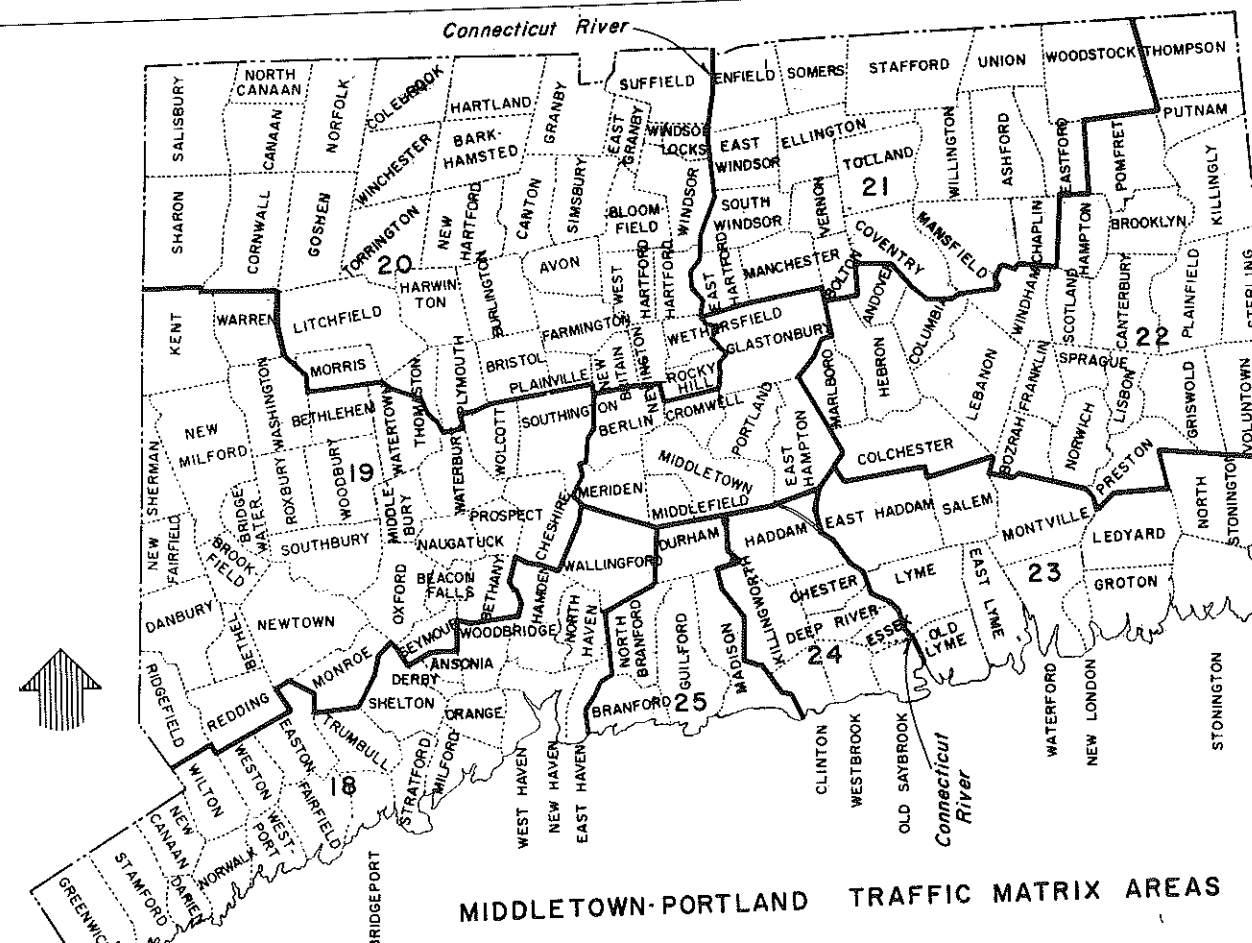 Connecticut River
SALISBURY
NORTH
CANAAN
CANAAN
NORFOLK
COLEBROOK
HARTLAND
GRANBY
SUFFIELD
ENFIELD
SOMERS
STAFFORD
UNION
WOODSTOCK
THOMPSON
PUTNAM
WINCHESTER
BARK-
HAMSTED
EAST
GRANBY
WINDSOR
LOCKS
EAST
WINDSOR
ELLINGTON
TOLLAND
21
WILLINGTON
ASHFORD
EASTFORD
POMFRET
KILLINGLY
SHARON
CORNWALL
GOSHEN
TORRINGTON
20
NEW
HARTFORD
CANTON
SIMSBURY
BLOOM-
FIELD
WINDSOR
SOUTH
WINDSOR
VERNON
COVENTRY
MANSFIELD
CHAPLIN
HAMPTON
BROOKLYN
KENT
WARREN
LITCHFIELD
HARWIN
TON
BURLINGTON
AVON
FARMINGTON
WEST
HARTFORD
HARTFORD
EAST
HARTFORD
MANCHESTER
BOLTON
ANDOVER
COLUMBIA
WINDHAM
SCOTLAND
CANTERBURY
22
PLAINFIELD
STERLING
MORRIS
THOMASTON
PLYMOUTH
BRISTOL
PLAINVILLE
NEW
BRITAIN
NEWINGTON
WETHERSFIELD
GLASTONBURY
ROCKY
HILL
MARLBORO
HEBRON
LEBANON
FRANKLIN
SPRAGUE
LISBON
GRISWOLD
VOLUNTOWN
NEW
MILFORD
WASHINGTON
BETHLEHEM
WATERTOWN
WOLCOTT
SOUTHINGTON
BERLIN
CROMWELL
PORTLAND
EAST
HAMPTON
COLCHESTER
BOZRAH
NORWICH
PRESTON
SHERMAN
BRIDGE
WATER
ROXBURY
WOODBURY
19
MIDDLE
BURY
WATERBURY
PROSPECT
CHESHIRE
MERIDEN
MIDDLETOWN
MIDDLEFIELD
EAST HADDAM
SALEM
MONTVILLE
LEDYARD
NORTH
STONINGTON
NEW
FAIRFIELD
BROOK
FIELD
SOUTHBURY
NAUGATUCK
OXFORD
BEACON
FALLS
BETHANY
HAMDEN
WALLINGFORD
DURHAM
HADDAM
LYME
EAST LYME
23
GROTON
DANBURY
BETHEL
NEWTOWN
SEYMOUR
WOODBRIDGE
NORTH
HAVEN
NORTH
BRANFORD
GUILFORD
MADISON
KILLINGWORTH
CHESTER
DEEP RIVER
ESSEX
24
OLD
LYME
RIDGEFIELD
REDDING
MONROE
ANSONIA
DERBY
SHELTON
ORANGE
BRANFORD
25
EASTON
TRUMBULL
STRATFORD
MILFORD
WILTON
WESTON
FAIRFIELD
18
WEST-
PORT
NEW
CANAAN
NORWALK
DARIEN
STAMFORD
GREENWICH
BRIDGEPORT
WEST HAVEN
NEW HAVEN
EAST HAVEN
CLINTON
WESTBROOK
OLD SAYBROOK
Connecticut
River
WATERFORD
NEW LONDON
STONINGTON
MIDDLETOWN-PORTLAND TRAFFIC MATRIX AREAS